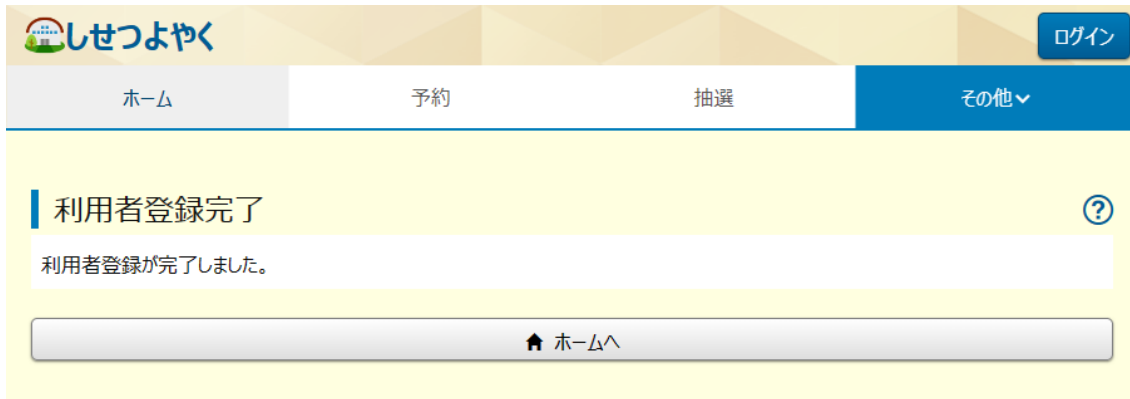 しせつよやく
ログイン
ホーム
予約
抽選
その他
利用者登録完了
?
利用者登録が完了しました。
ホームへ